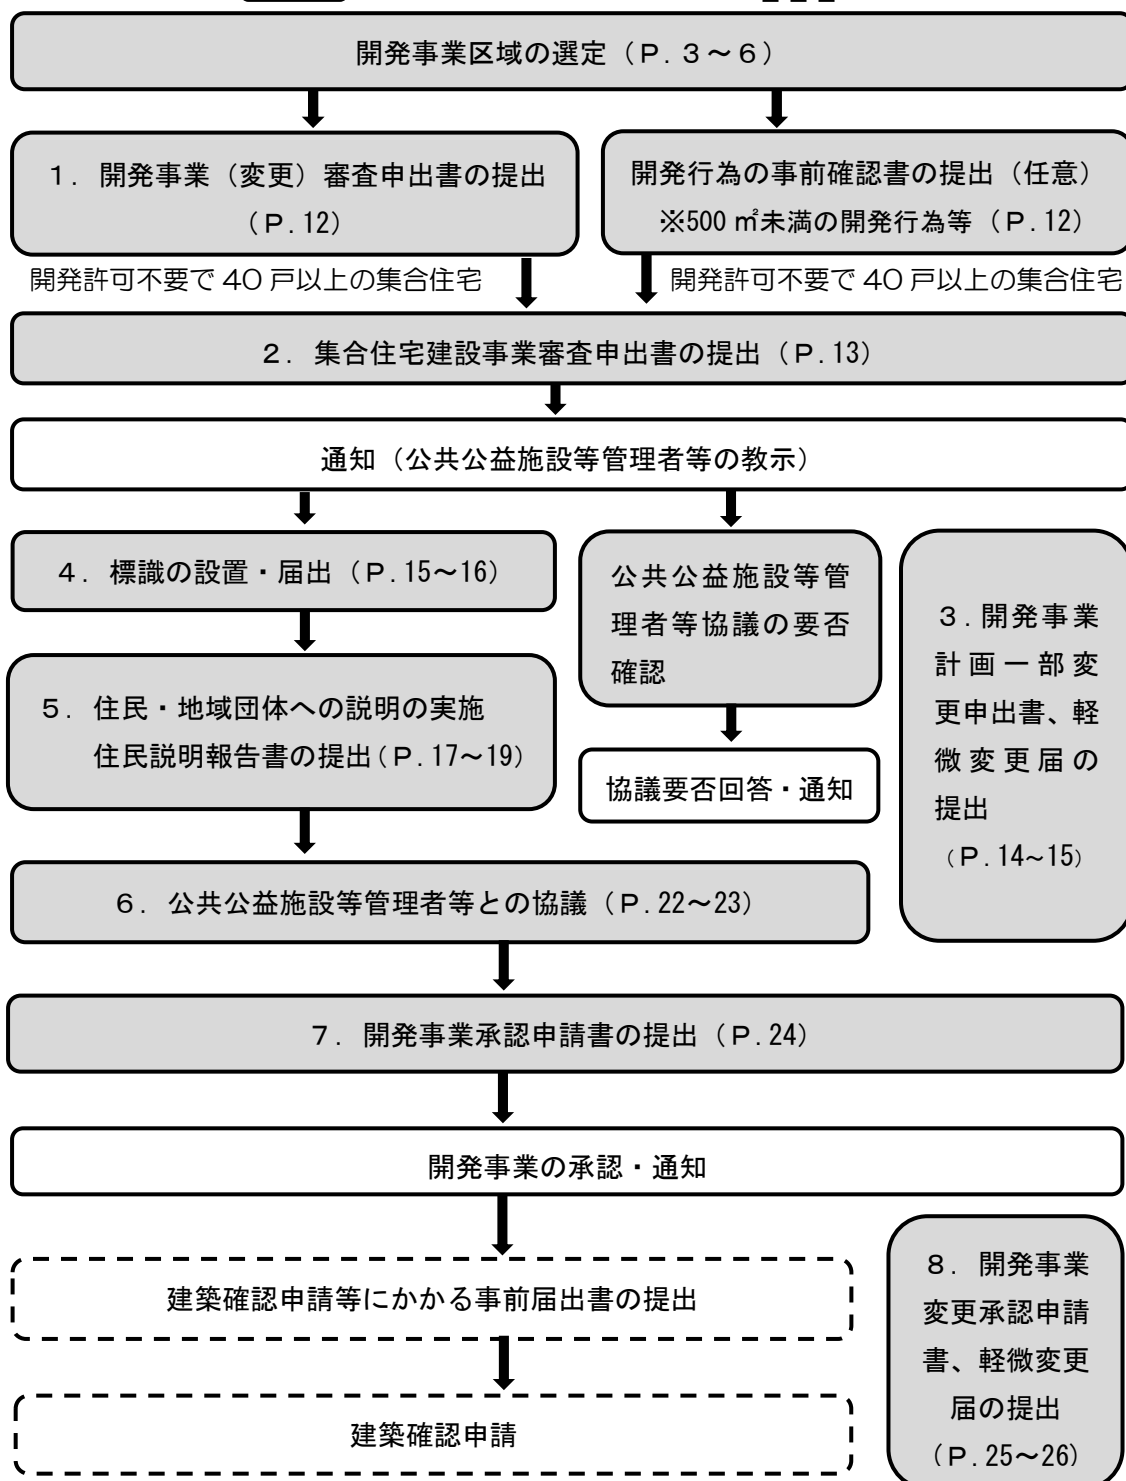 開発事業区域の選定（Ｐ.３～６）
１．開発事業（変更）審査申出書の提出
（Ｐ.12）
開発行為の事前確認書の提出（任意）
※500㎡未満の開発行為等（Ｐ.12）
開発許可不要で40戸以上の集合住宅
開発許可不要で40戸以上の集合住宅
２．集合住宅建設事業審査申出書の提出（Ｐ.13）
通知（公共公益施設等管理者等の教示）
４．標識の設置・届出（Ｐ.15～16）
５．住民・地域団体への説明の実施
住民説明報告書の提出（Ｐ.17～19）
公共公益施設等管
理者等協議の要否
確認
協議要否回答・通知
３.開発事業
計画一部変
更申出書、軽
微変更届の
提出
（Ｐ.14~15）
６．公共公益施設等管理者等との協議（Ｐ.22～23）
７．開発事業承認申請書の提出（Ｐ.24）
開発事業の承認・通知
建築確認申請等にかかる事前届出書の提出
建築確認申請
８．開発事業
変更承認申請
書、軽微変更
届の提出
（Ｐ.25～26）